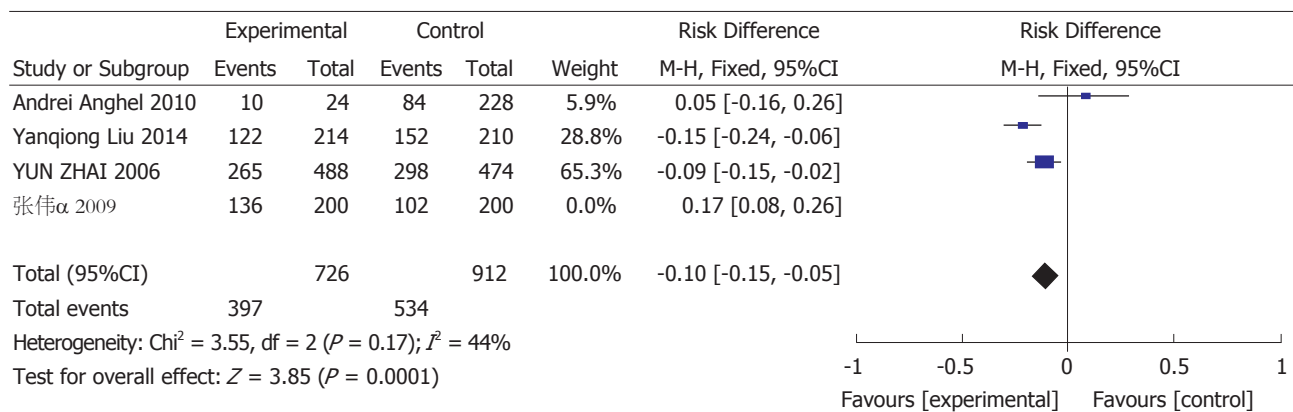 Experimental Control Risk Difference Risk Difference
Study or Subgroup Events Total Events Total Weight M-H, Fixed, 95%CI M-H, Fixed, 95%CI
Andrei Anghel 2010 10 24 84 228 5.9% 0.05 [-0.16, 0.26]
Yanqiong Liu 2014 122 214 152 210 28.8% -0.15 [-0.24, -0.06]
YUN ZHAI 2006 265 488 298 474 65.3% -0.09 [-0.15, -0.02]
张伟α 2009 136 200 102 200 0.0% 0.17 [0.08, 0.26]
Total (95%CI) 726 912 100.0% -0.10 [-0.15, -0.05]
Total events 397 534
Heterogeneity: Chi² = 3.55, df = 2 (P = 0.17); I² = 44%
Test for overall effect: Z = 3.85 (P = 0.0001)
-1 -0.5 0 0.5 1
Favours [experimental] Favours [control]